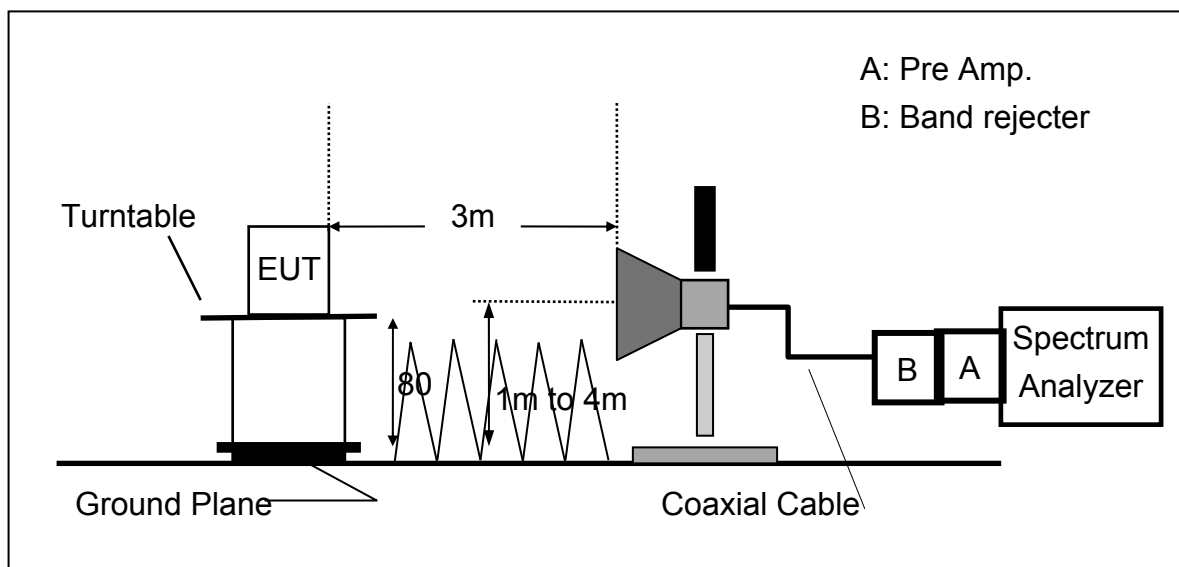 A: Pre Amp.
B: Band rejecter
Turntable
3m
EUT
80
1m to 4m
B
A
Spectrum
Analyzer
Ground Plane
Coaxial Cable